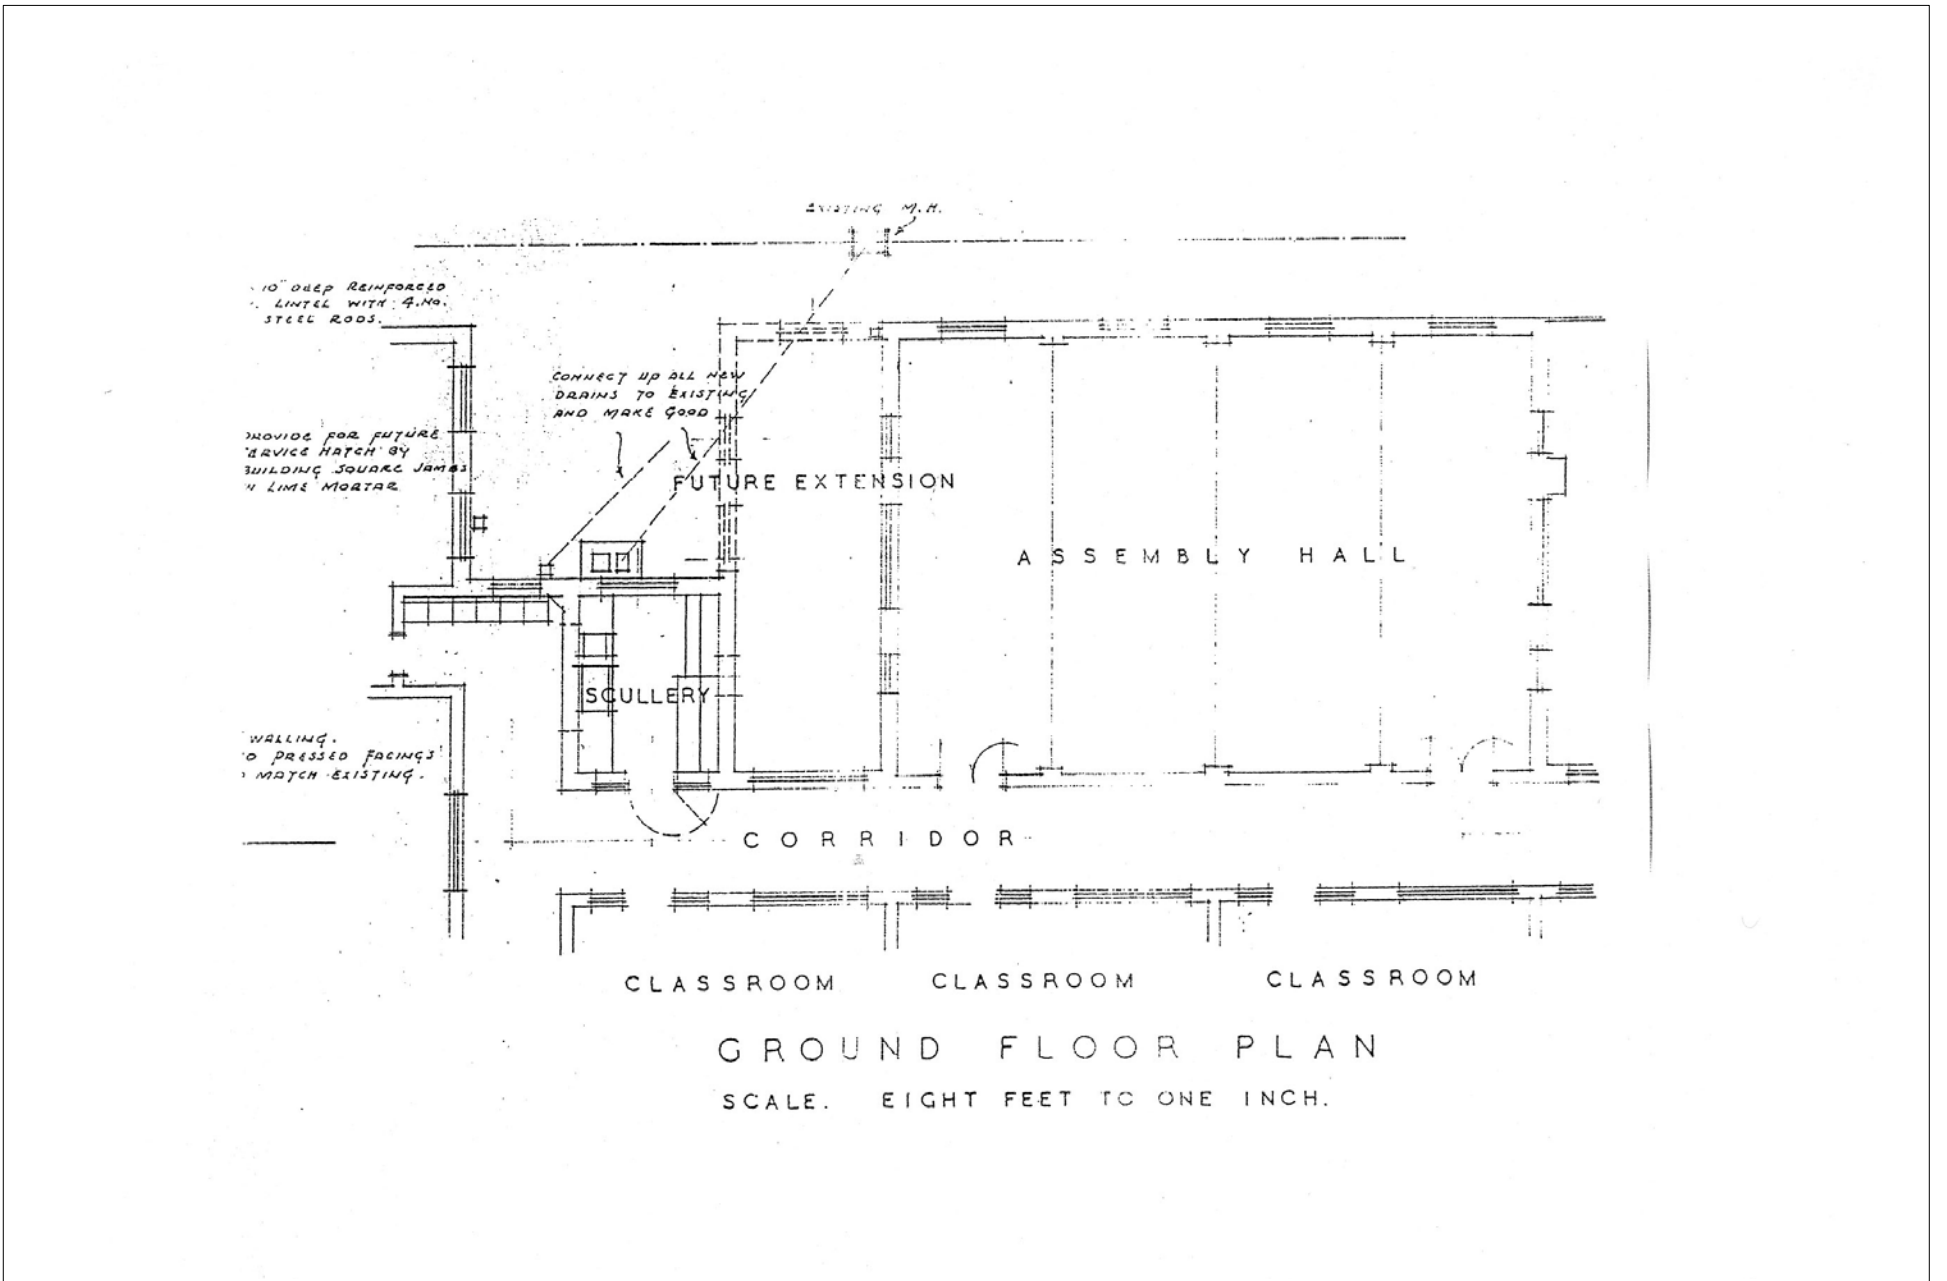 EXISTING M.H.
10" DEEP REINFORCED
LINTEL WITH 4.NO.
STEEL RODS.
CONNECT UP ALL NEW
DRAINS TO EXISTING
AND MAKE GOOD
PROVIDE FOR FUTURE
SERVICE HATCH BY
BUILDING SQUARE JAMBS
IN LIME MORTAR
FUTURE EXTENSION
ASSEMBLY HALL
SCULLERY
WALLING.
PRESSED FACINGS
MATCH EXISTING.
CORRIDOR
CLASSROOM CLASSROOM CLASSROOM
GROUND FLOOR PLAN
SCALE. EIGHT FEET TO ONE INCH.